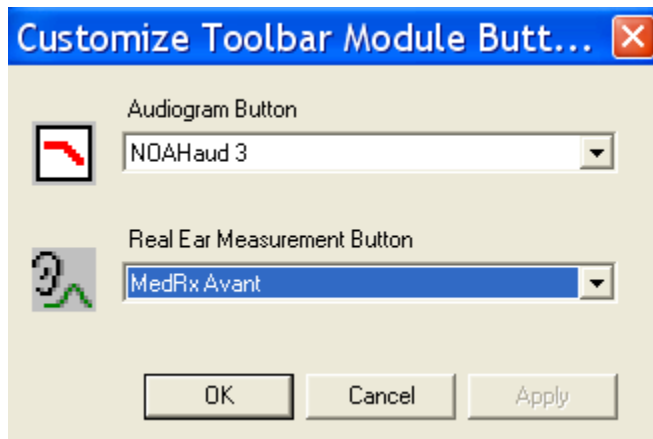 Customize Toolbar Module Butt...
Audiogram Button
NOAHaud 3
Real Ear Measurement Button
MedRx Avant
OK Cancel Apply